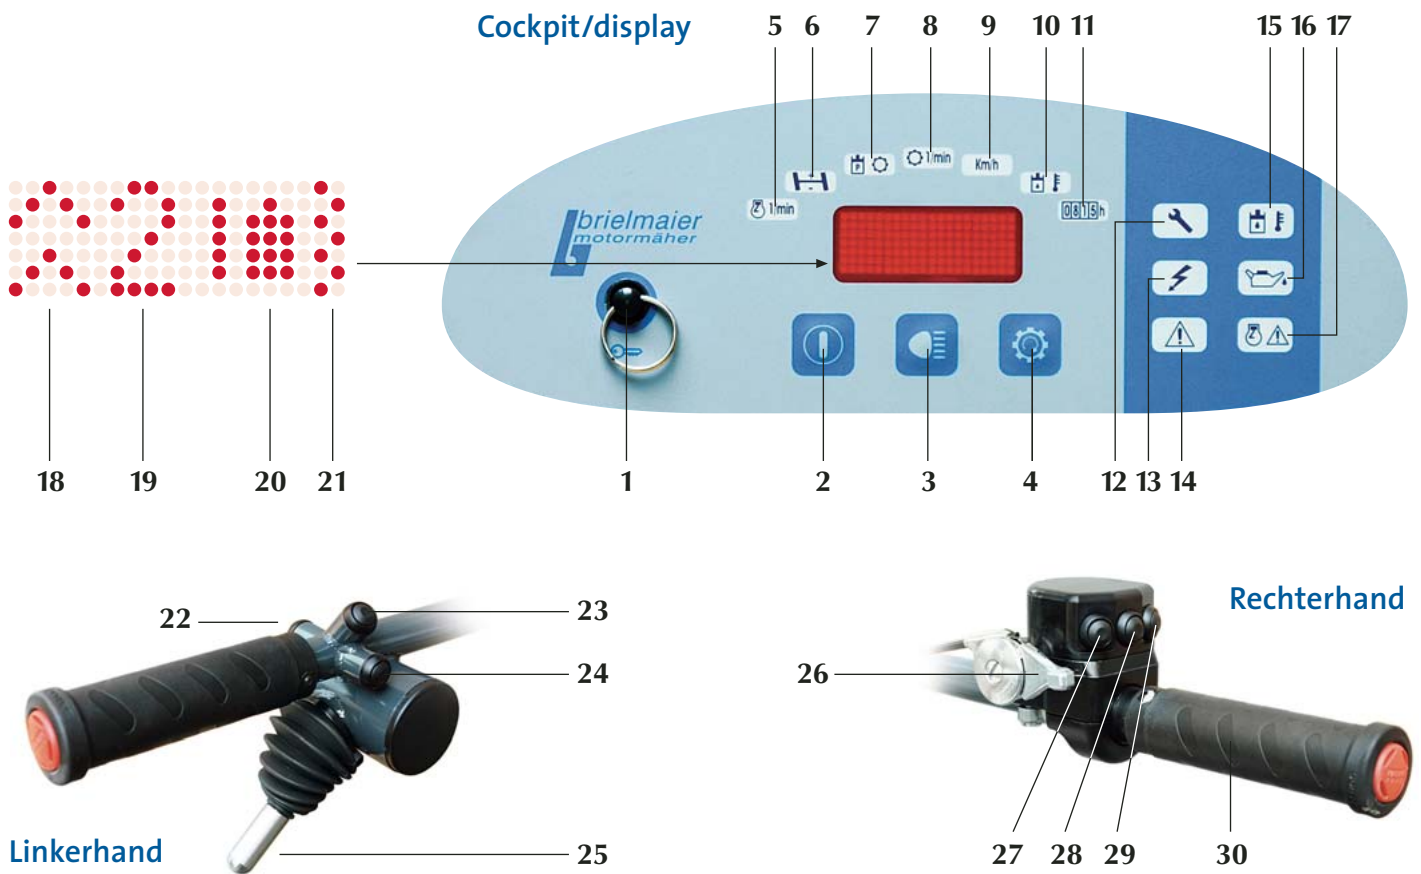 Cockpit/display
5 6 7 8 9 10 11 15 16 17
1/min
P
1/min
Km/h
0815h
brielmaier
motormäher
18 19 20 21 1 2 3 4 12 13 14
Linkerhand
22 23
24
25
Rechterhand
26
27 28 29 30